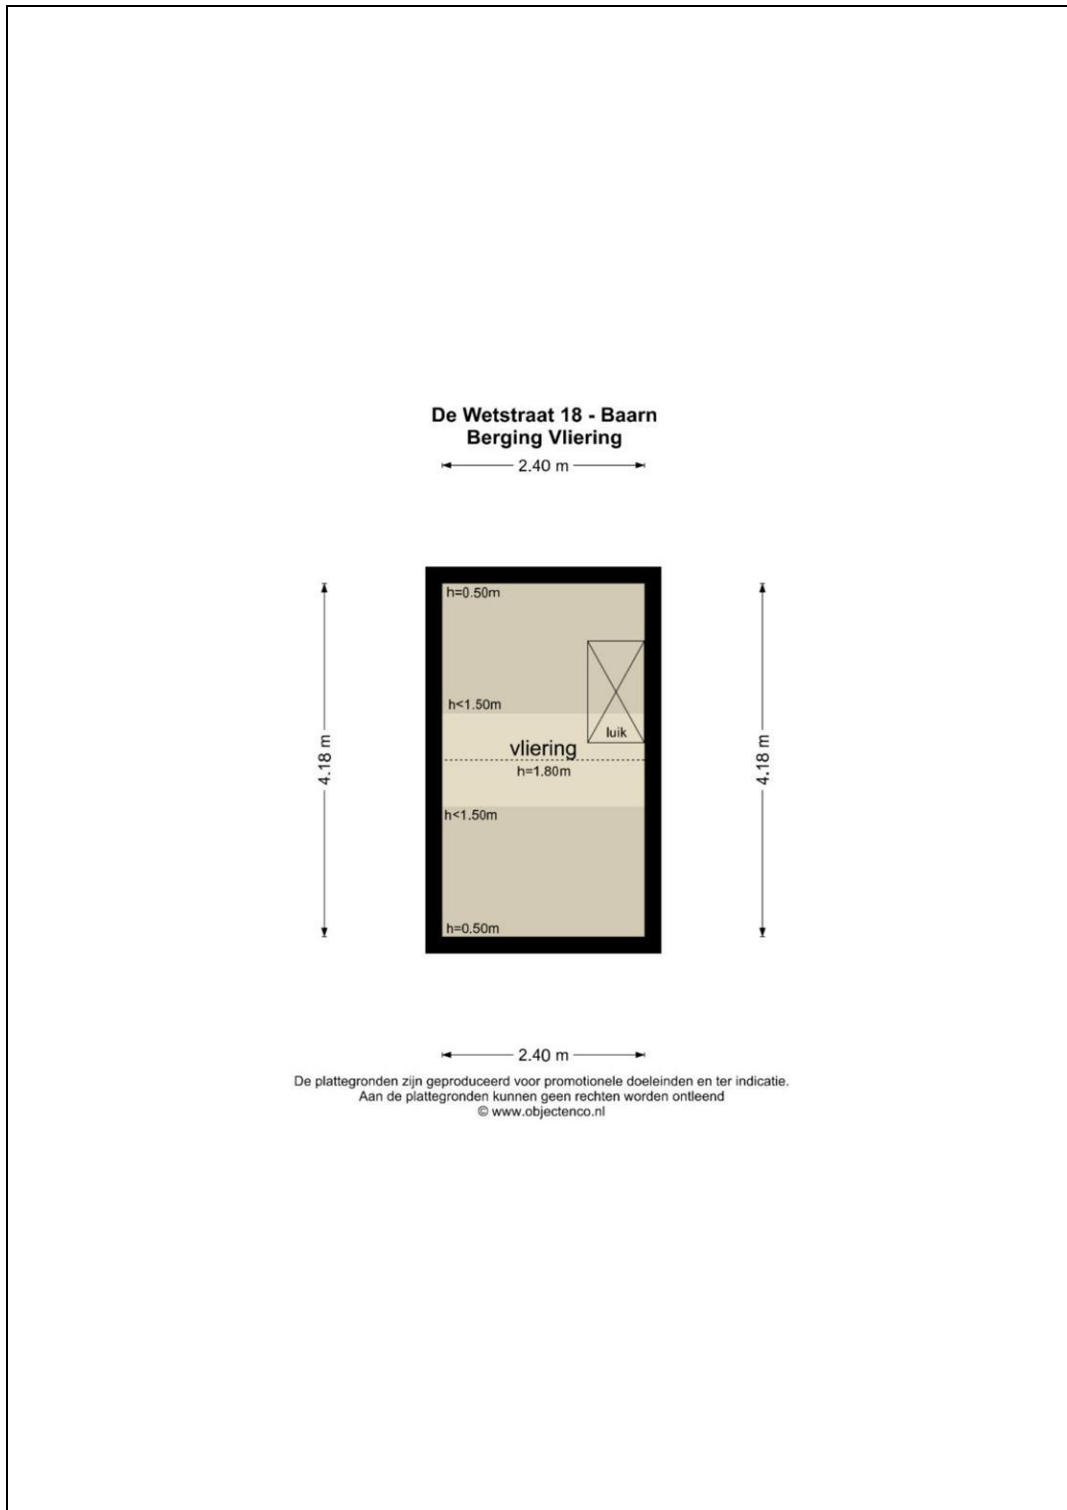 De Wetstraat 18 - Baarn
Berging Vliering
2.40 m
h=0.50m
h<1.50m
luik
vliering
h=1.80m
4.18 m
4.18 m
h<1.50m
h=0.50m
2.40 m
De plattegronden zijn geproduceerd voor promotionele doeleinden en ter indicatie.
Aan de plattegronden kunnen geen rechten worden ontleend
© www.objectenco.nl